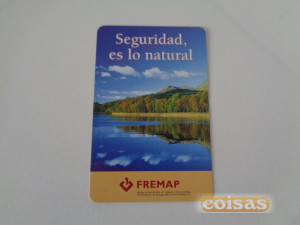 Seguridad,
es lo natural
FREMAP
coisas